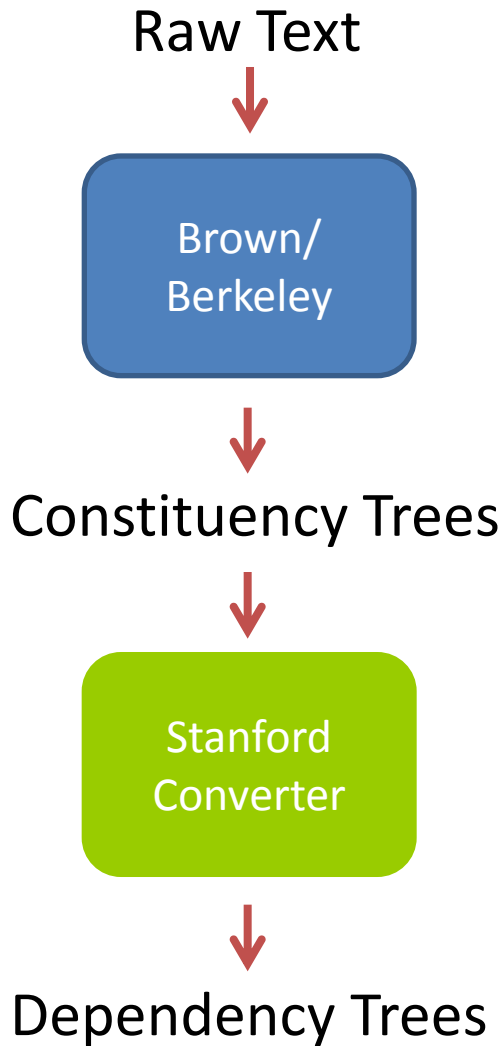 Raw Text
Brown/
Berkeley
Constituency Trees
Stanford
Converter
Dependency Trees